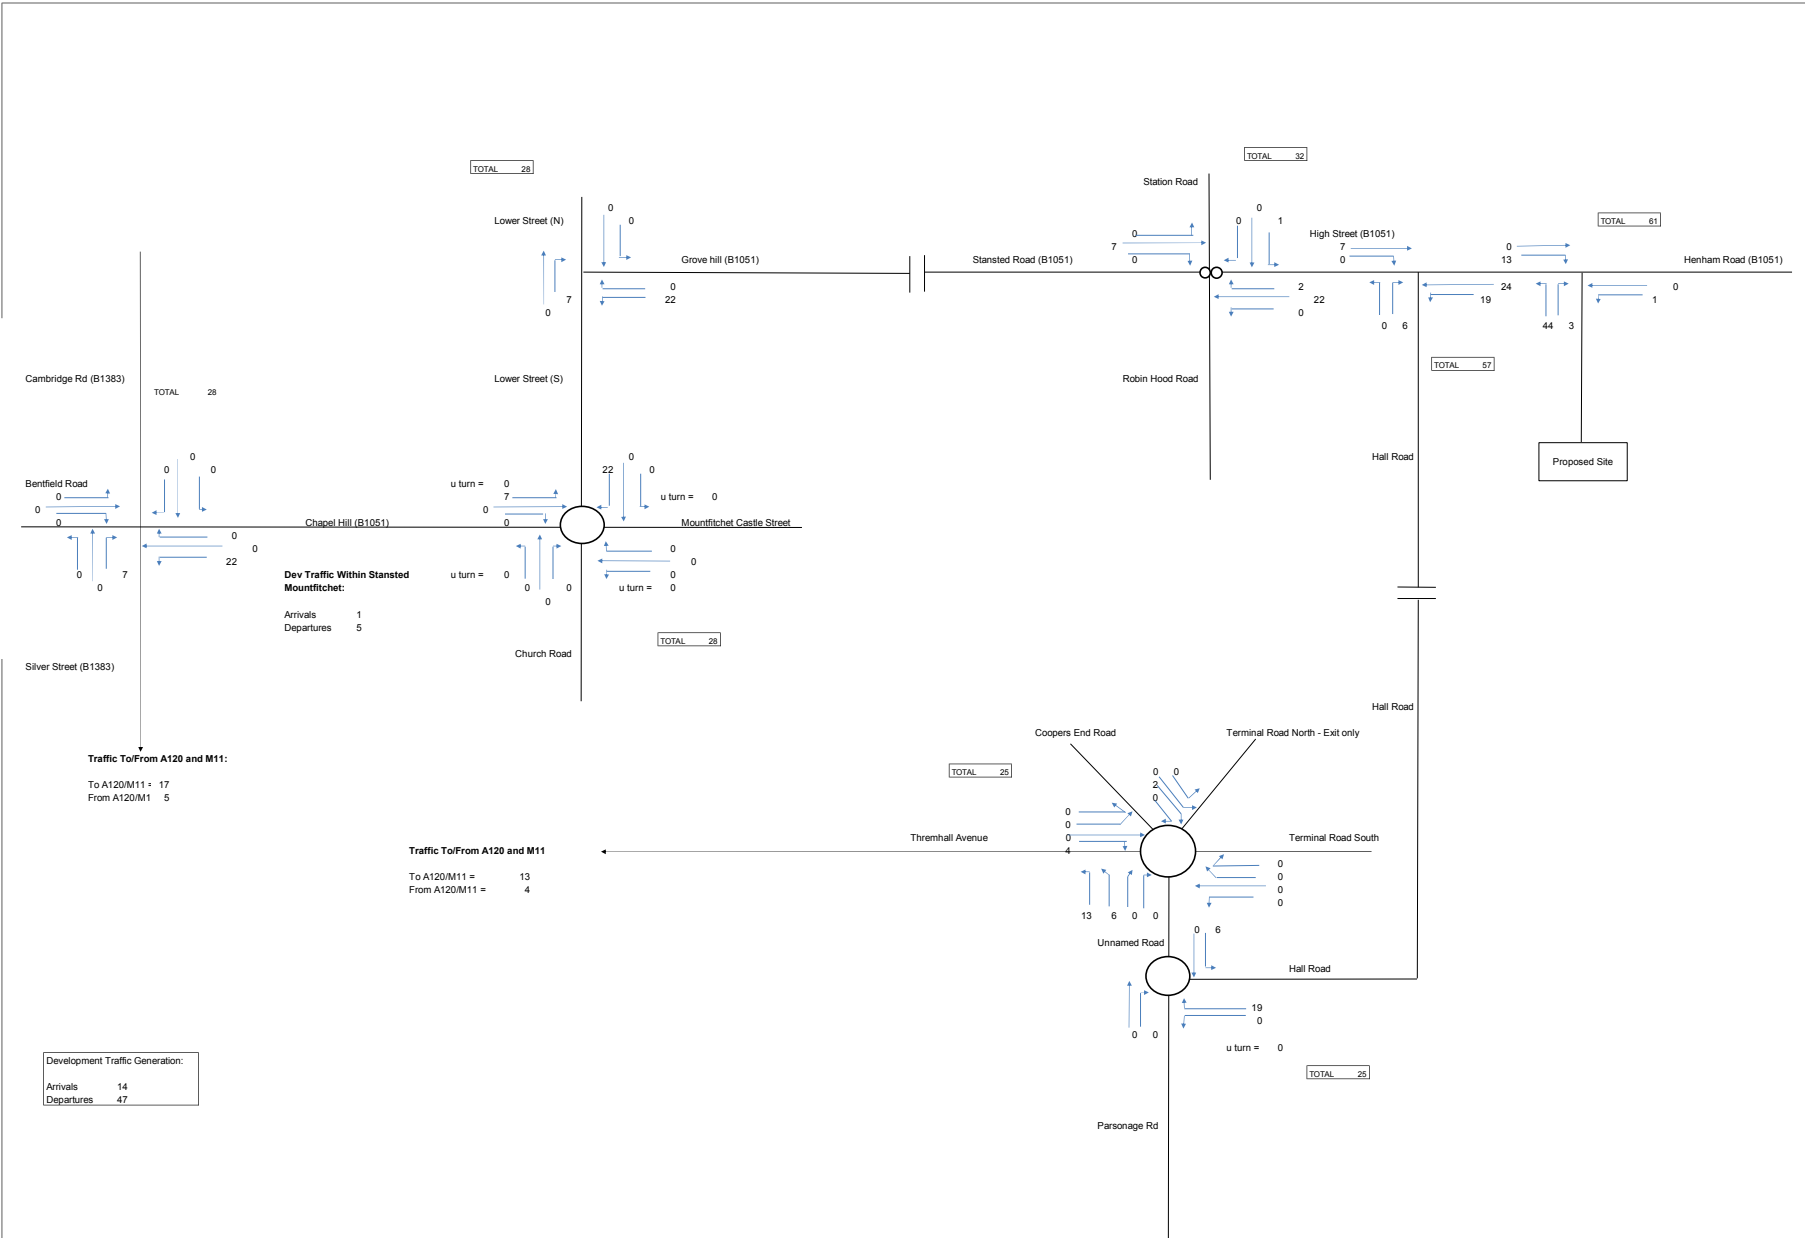 TOTAL 32
TOTAL 28
Station Road
Lower Street (N)
0
0
0
0
1
High Street (B1051)
TOTAL 61
0
7
0
7
0
0
13
Grove hill (B1051)
Stansted Road (B1051)
Henham Road (B1051)
0
22
7
0
2
22
0
24
19
0
1
0 6
44 3
TOTAL 57
Cambridge Rd (B1383)
TOTAL 28
Lower Street (S)
Robin Hood Road
Hall Road
Proposed Site
0
0 0
Bentfield Road
0
0
0
u turn = 0
7
0
0
22 0
u turn = 0
Chapel Hill (B1051)
Mountfitchet Castle Street
0
0
22
0
0
0
0 7
0
Dev Traffic Within Stansted
Mountfitchet:
Arrivals 1
Departures 5
u turn = 0
0 0
0
u turn = 0
TOTAL 28
Church Road
Silver Street (B1383)
Hall Road
Coopers End Road
Terminal Road North - Exit only
Traffic To/From A120 and M11:
To A120/M11 = 17
From A120/M1 5
TOTAL 25
0 0
2
0
0
0
0
4
Thremhall Avenue
Terminal Road South
Traffic To/From A120 and M11
To A120/M11 = 13
From A120/M11 = 4
0
0
0
0
13 6 0 0
Unnamed Road
0 6
Hall Road
19
0
0 0
u turn = 0
TOTAL 25
Development Traffic Generation:
Arrivals 14
Departures 47
Parsonage Rd